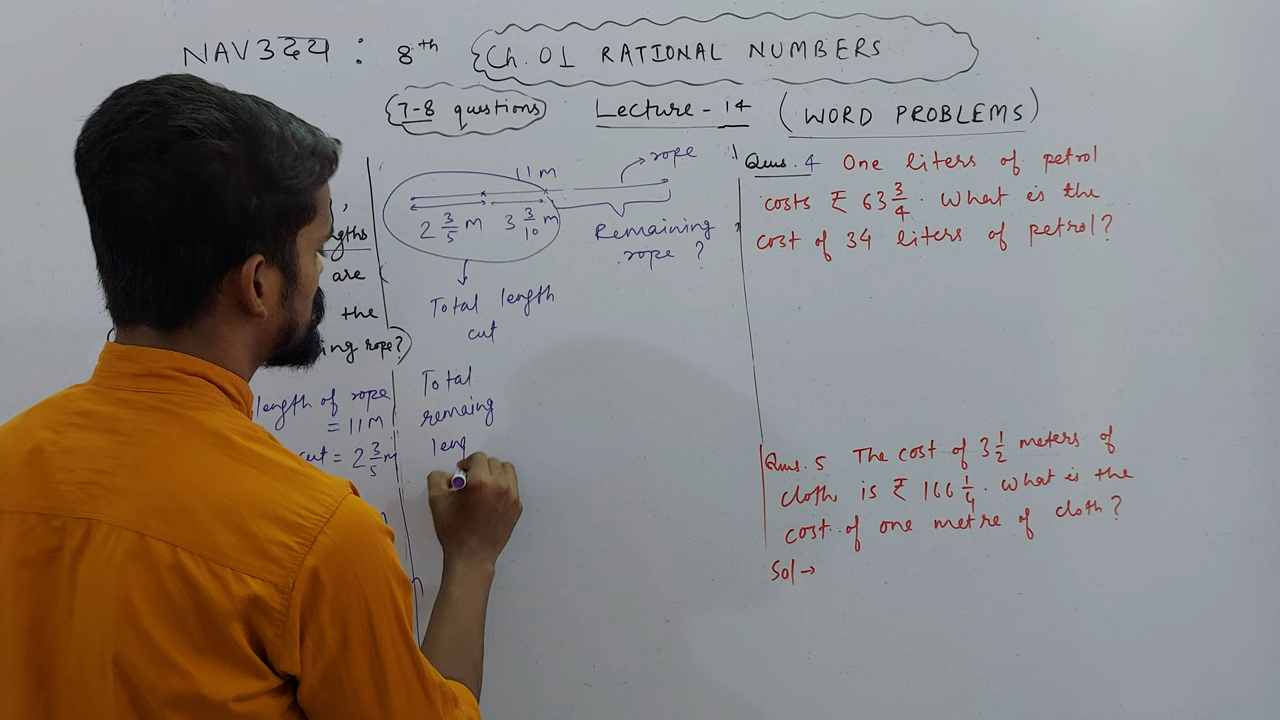 NAV3देश : 8th Ch. 01 RATIONAL NUMBERS
7-8 questions Lecture - 14 (WORD PROBLEMS)
are
the
rope?
length of rope
= 11M
cut = 2 3/5 m
11M
rope
2 3/5 M 3 3/10 M
Remaining
rope ?
Total length
cut
Total
remaing
leng
Qus. 4 One liters of petrol
costs ₹ 63 3/4. What is the
cost of 34 liters of petrol?
Qus. 5 The cost of 3 1/2 meters of
cloth is ₹ 166 1/4. What is the
cost of one metre of cloth?
Sol →